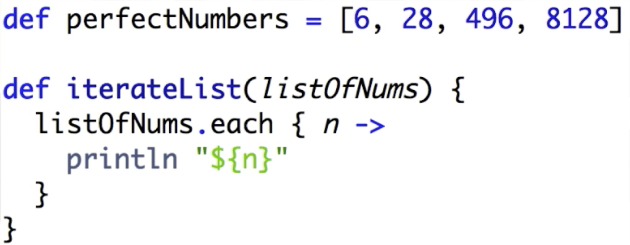 def perfectNumbers = [6, 28, 496, 8128]
def iterateList(listOfNums) {
  listOfNums.each { n ->
    println "${n}"
  }
}